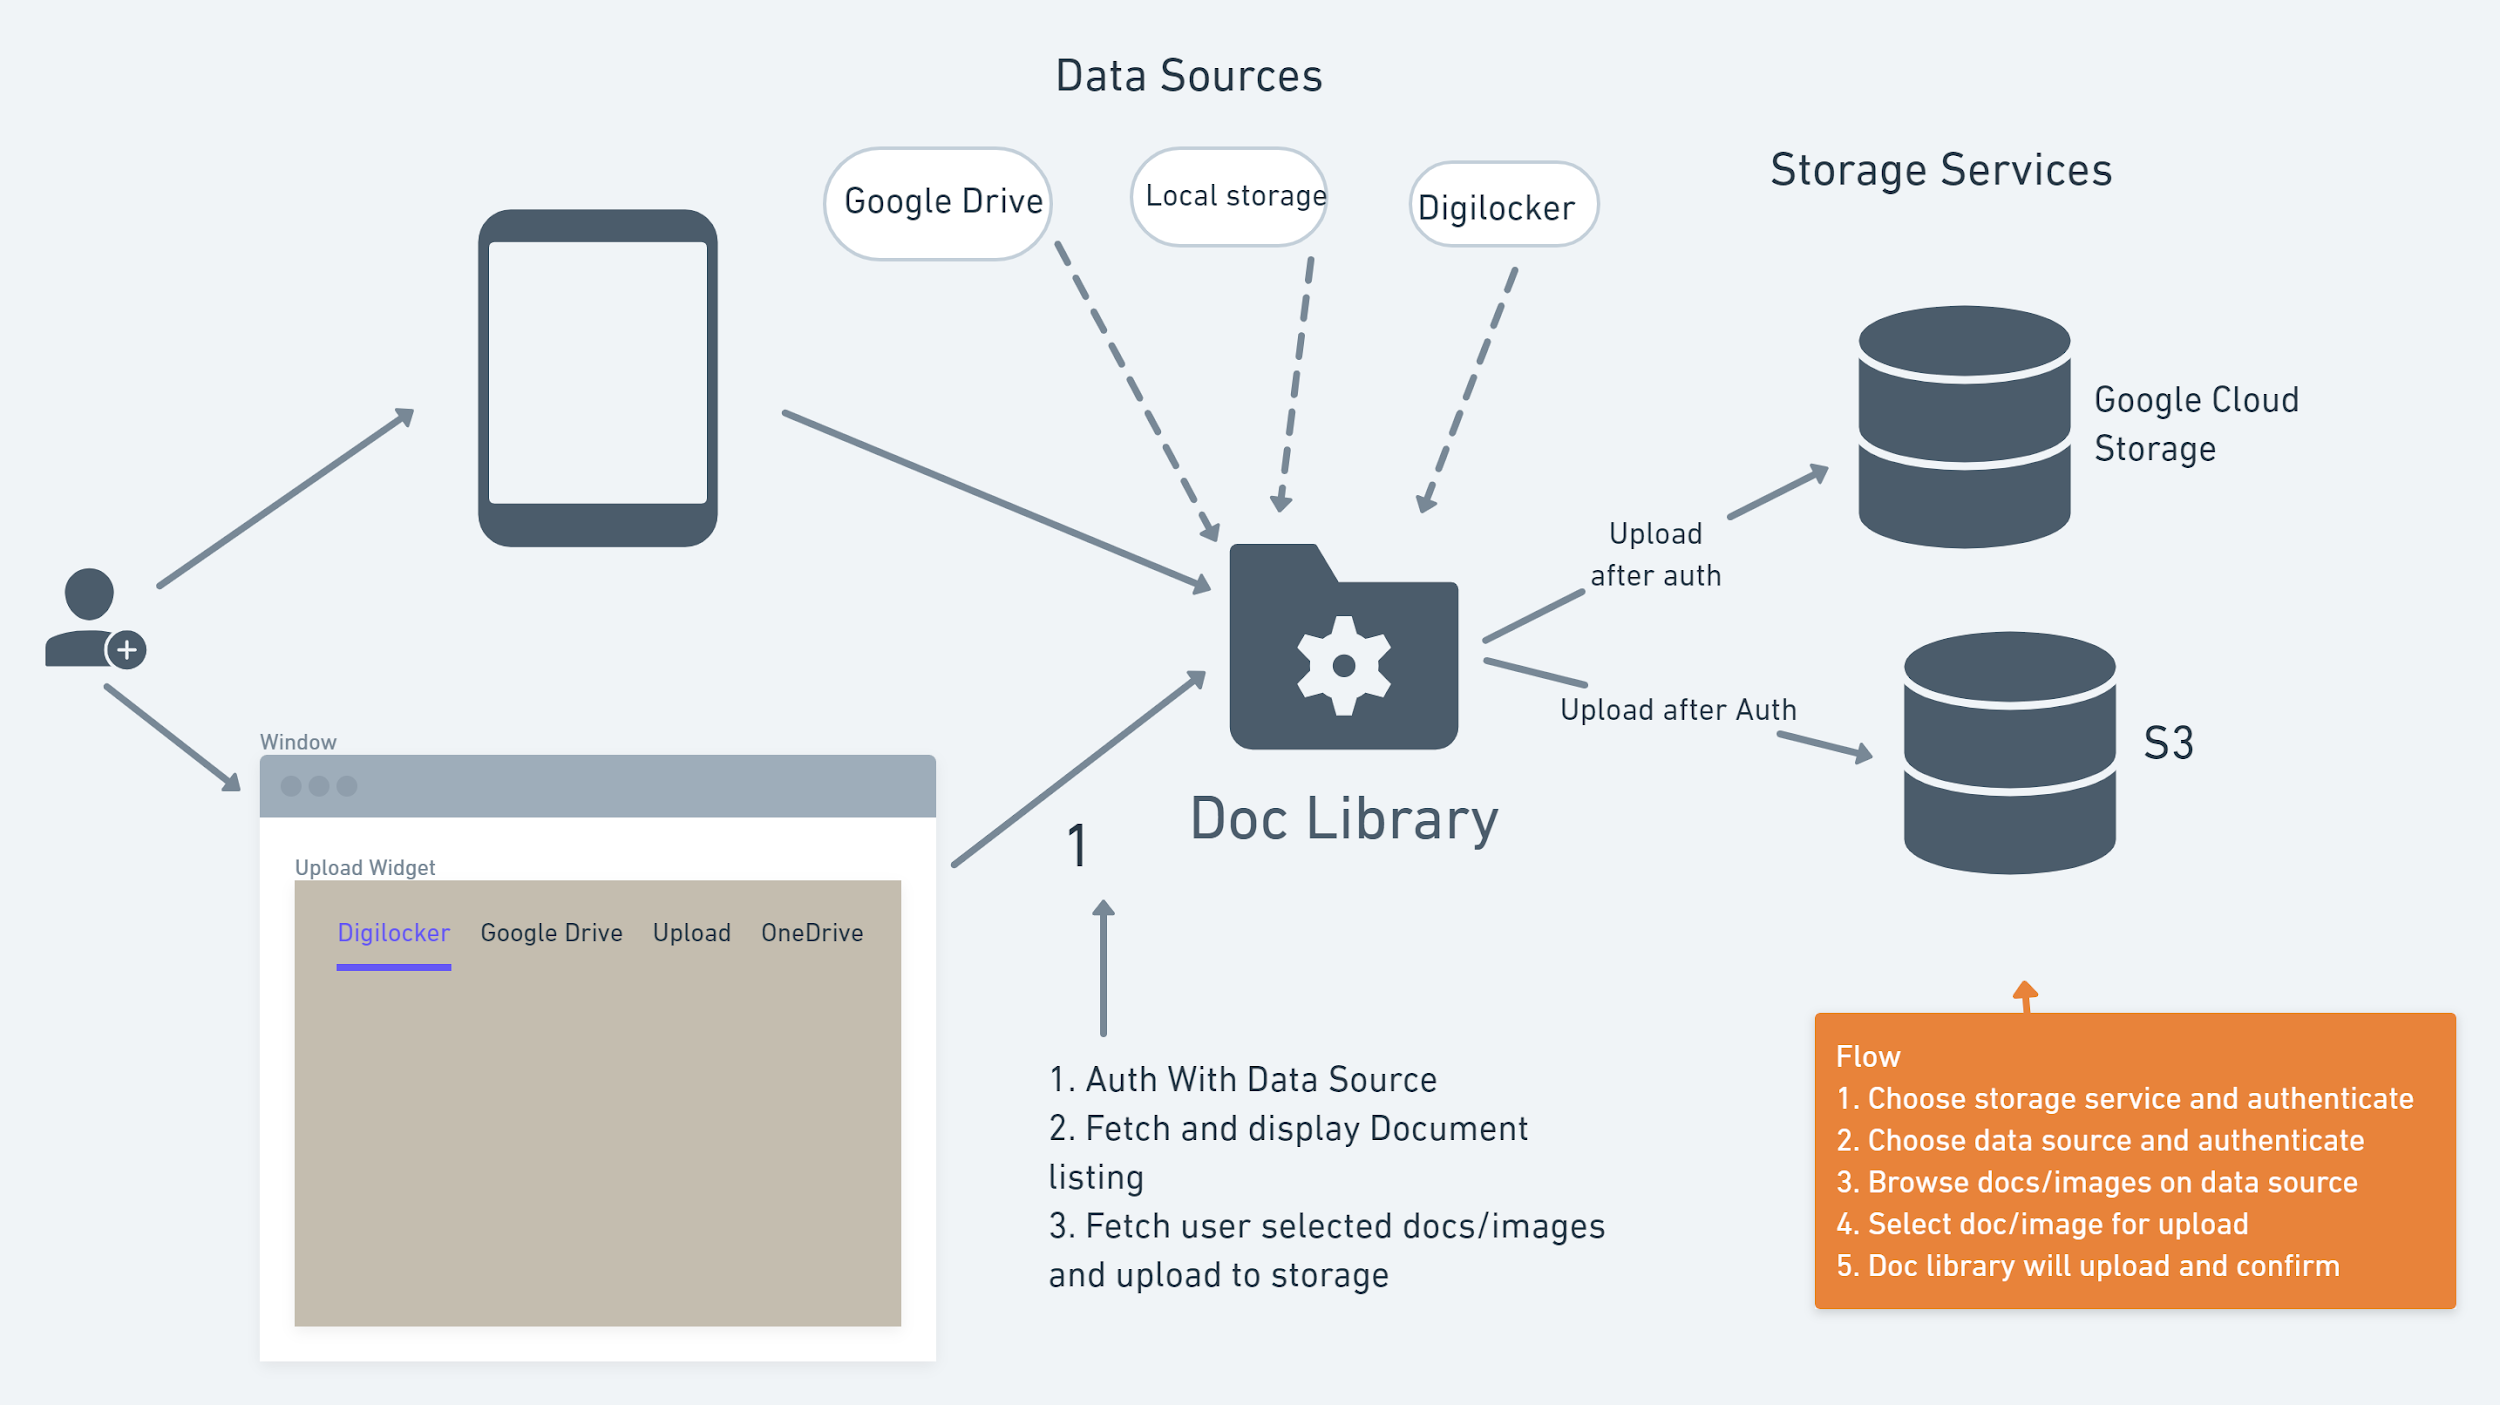 Data Sources
Storage Services
Google Drive
Local storage
Digilocker
Google Cloud
Storage
Upload
after auth
Upload after Auth
S3
Doc Library
1
Window
Upload Widget
Digilocker Google Drive Upload OneDrive
1. Auth With Data Source
2. Fetch and display Document
listing
3. Fetch user selected docs/images
and upload to storage
Flow
1. Choose storage service and authenticate
2. Choose data source and authenticate
3. Browse docs/images on data source
4. Select doc/image for upload
5. Doc library will upload and confirm